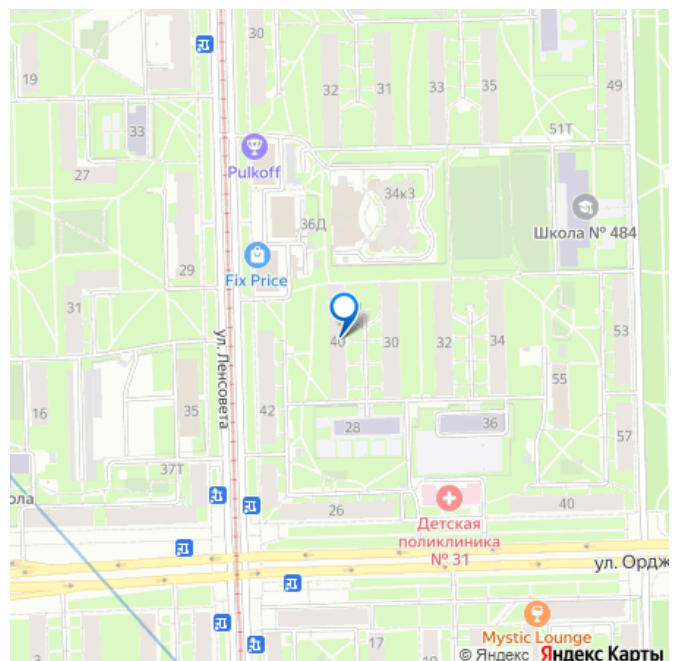 30
19
32
31
33
35
49
33
51Т
Pulkoff
27
34к3
36Д
Школа № 484
29
Fix Price
31
40
30
32
34
53
ул. Ленсовета
55
16
35
42
28
36
57
37Т
ола
26
40
Детская
поликлиника
№ 31
ул. Ордж
Mystic Lounge
34
17
© Яндекс Яндекс Карты